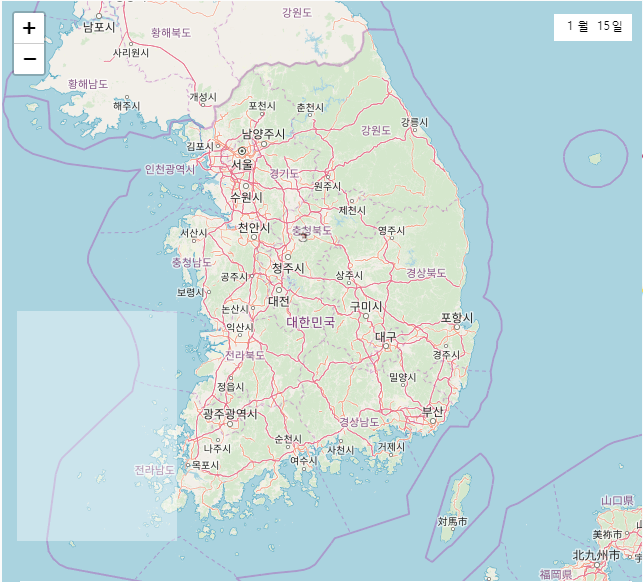 +
−
1 월 15일
강원도
남포시
황해북도
사리원시
황해남도
해주시
개성시
포천시
춘천시
강릉시
남양주시
강원도
김포시
서울
인천광역시
경기도
원주시
수원시
제천시
서산시
천안시
충청북도
영주시
충청남도
청주시
공주시
상주시
경상북도
보령시
대전
논산시
구미시
익산시
대한민국
포항시
대구
전라북도
경주시
정읍시
밀양시
광주광역시
부산
경상남도
나주시
순천시
사천시
거제시
전라남도
목포시
여수시
山口県
対馬市
美祢市
山
北九州市
宇
福岡県